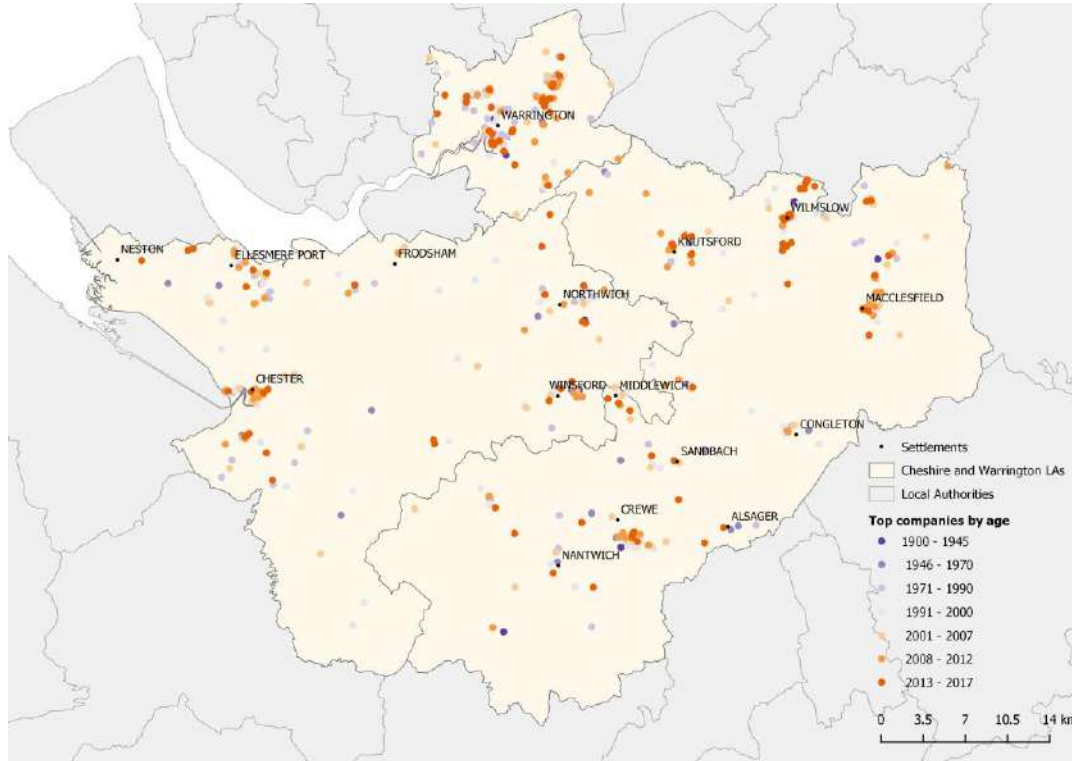 WARRINGTON
WILMSLOW
KNUTSFORD
NESTON
ELLESMERE PORT
FRODSHAM
NORTHWICH
MACCLESFIELD
CHESTER
WINSFORD
MIDDLEWICH
CONGLETON
SANDBACH
CREWE
ALSAGER
NANTWICH
Settlements
Cheshire and Warrington LAs
Local Authorities
Top companies by age
1900 - 1945
1946 - 1970
1971 - 1990
1991 - 2000
2001 - 2007
2008 - 2012
2013 - 2017
0 3.5 7 10.5 14 km